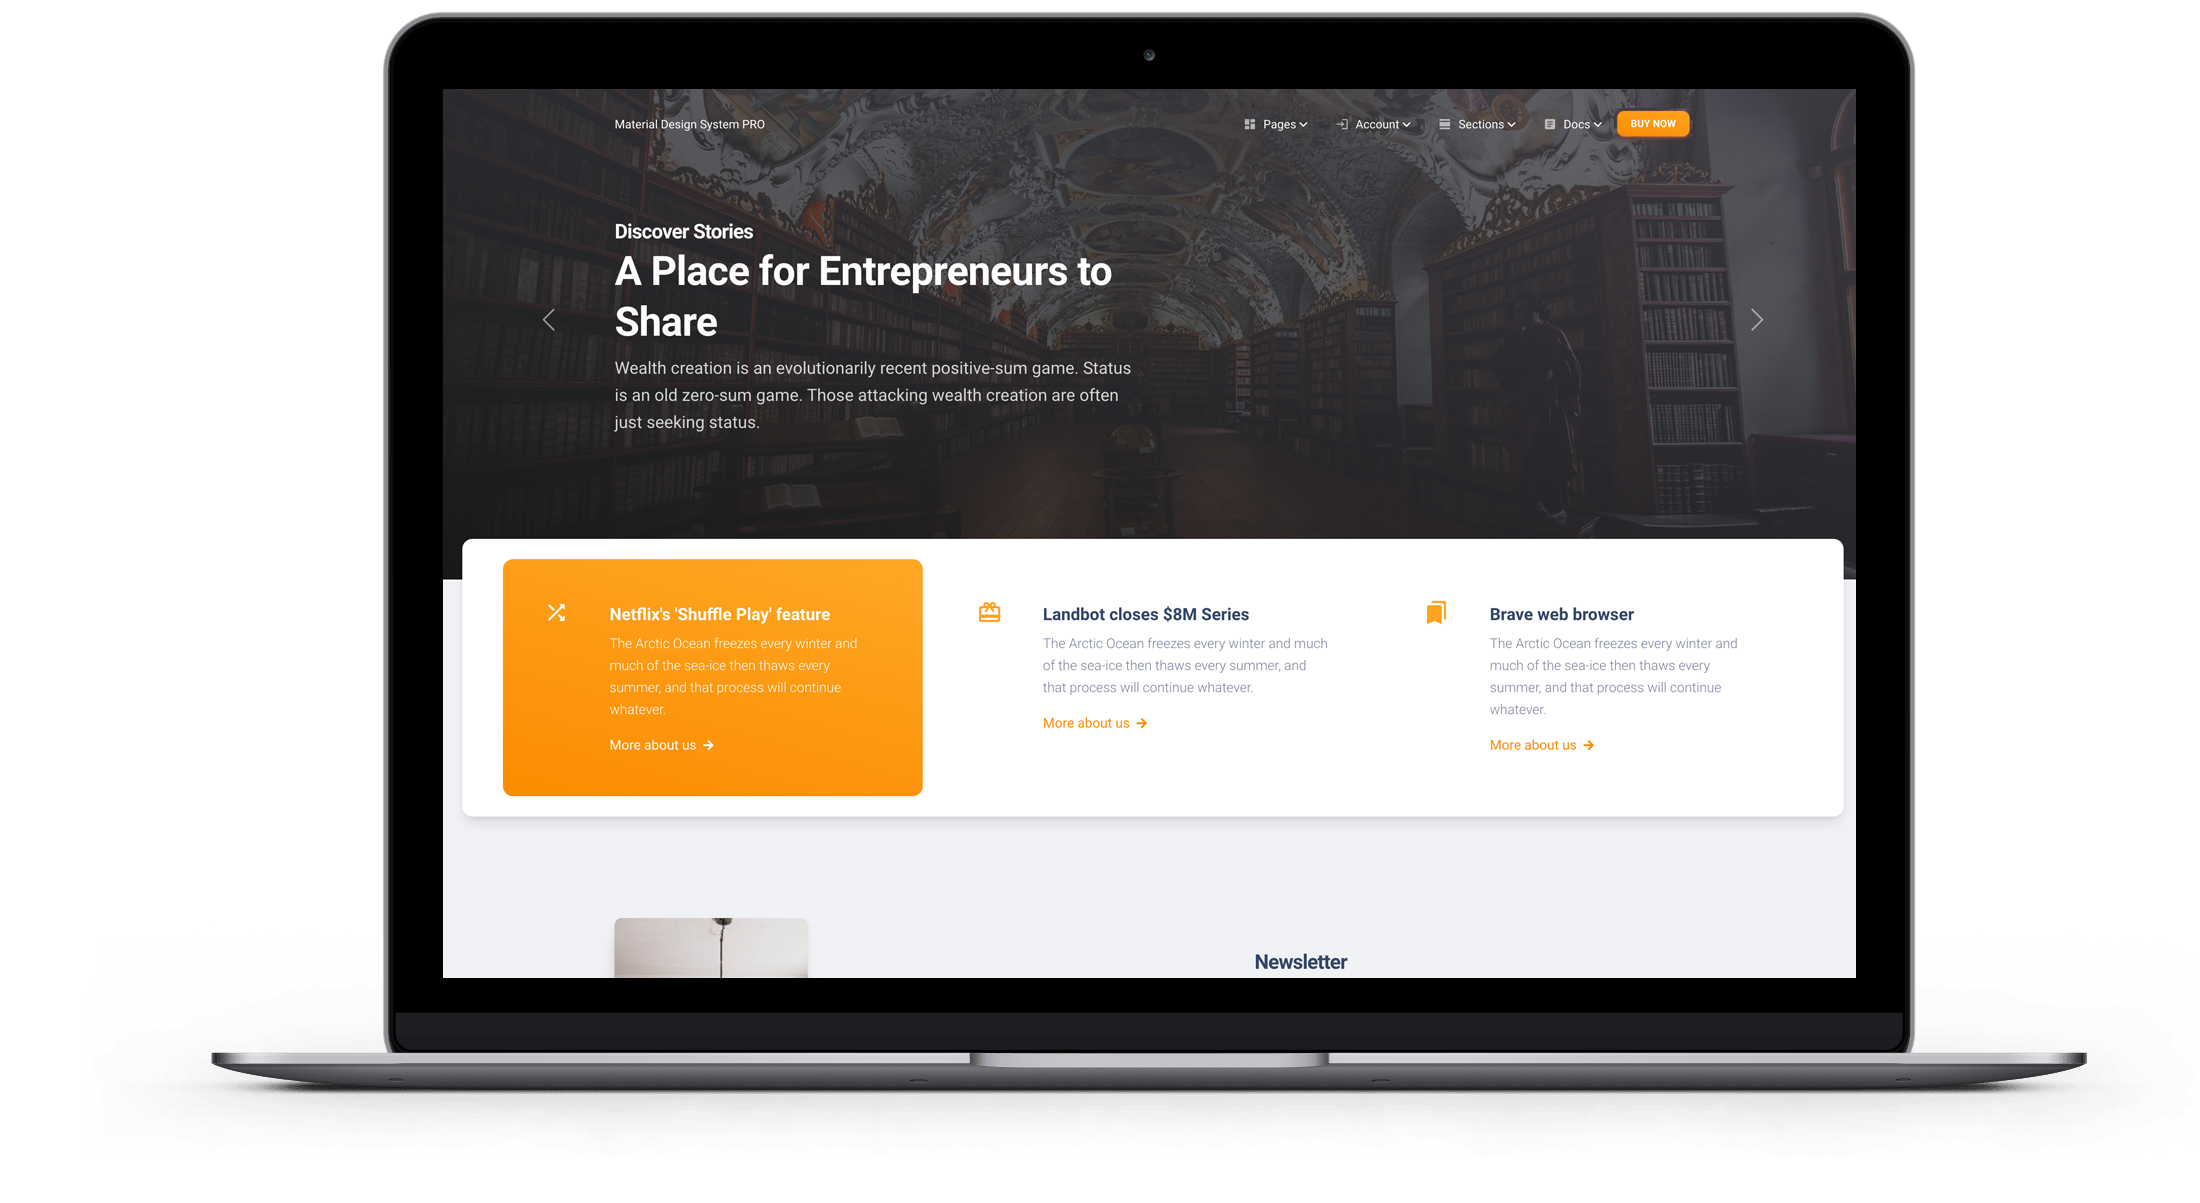 Material Design System PRO
Pages
Account
Sections
Docs
BUY NOW
Discover Stories
A Place for Entrepreneurs to
Share
Wealth creation is an evolutionarily recent positive-sum game. Status
is an old zero-sum game. Those attacking wealth creation are often
just seeking status.
Netflix's 'Shuffle Play' feature
The Arctic Ocean freezes every winter and
much of the sea-ice then thaws every
summer, and that process will continue
whatever.
More about us
Landbot closes $8M Series
The Arctic Ocean freezes every winter and much
of the sea-ice then thaws every summer, and
that process will continue whatever.
More about us
Brave web browser
The Arctic Ocean freezes every winter and
much of the sea-ice then thaws every
summer, and that process will continue
whatever.
More about us
Newsletter